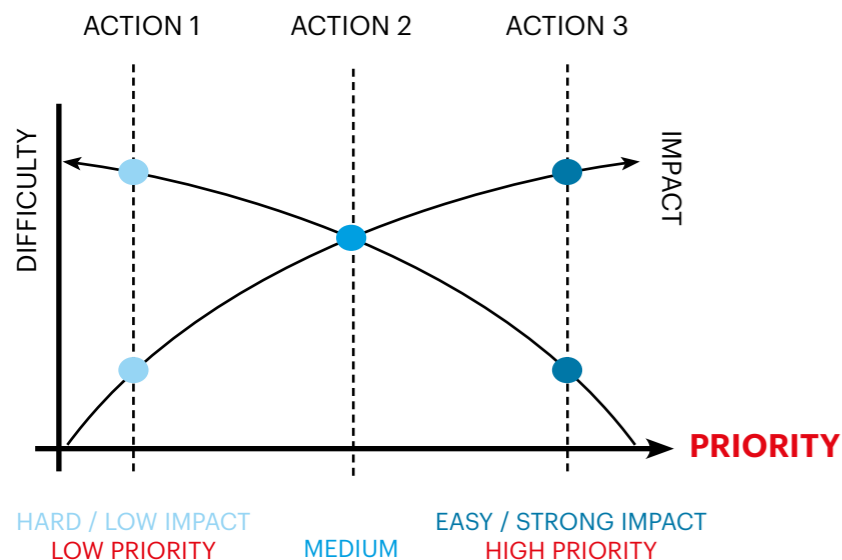 ACTION 1
ACTION 2
ACTION 3
DIFFICULTY
IMPACT
PRIORITY
HARD / LOW IMPACT
LOW PRIORITY
MEDIUM
EASY / STRONG IMPACT
HIGH PRIORITY